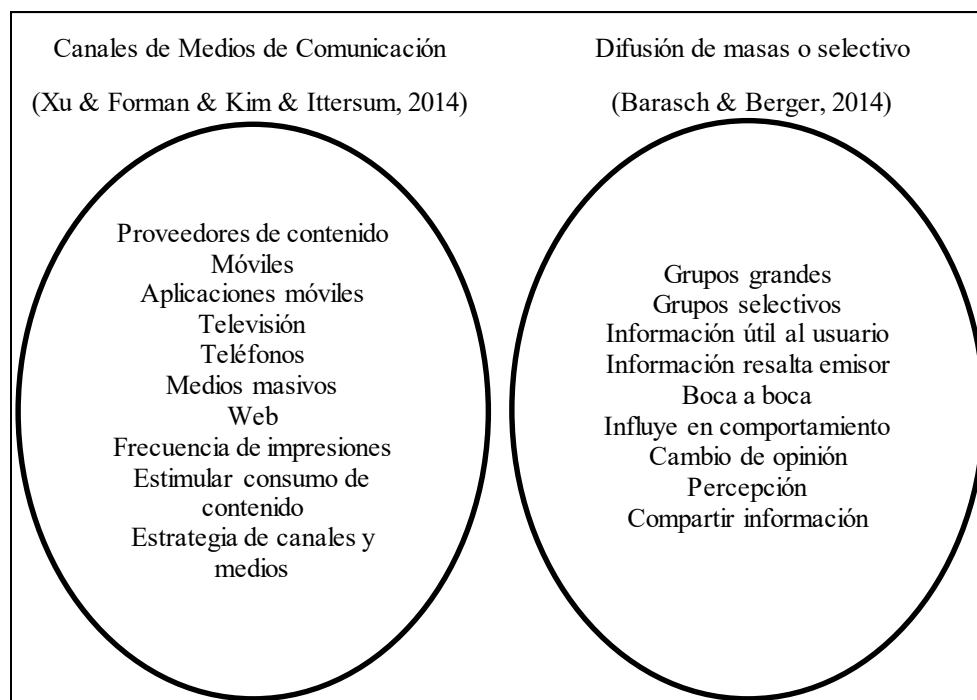 Canales de Medios de Comunicación
(Xu & Forman & Kim & Ittersum, 2014)
Proveedores de contenido
Móviles
Aplicaciones móviles
Televisión
Teléfonos
Medios masivos
Web
Frecuencia de impresiones
Estimular consumo de
contenido
Estrategia de canales y
medios
Difusión de masas o selectivo
(Barasch & Berger, 2014)
Grupos grandes
Grupos selectivos
Información útil al usuario
Información resalta emisor
Boca a boca
Influye en comportamiento
Cambio de opinión
Percepción
Compartir información